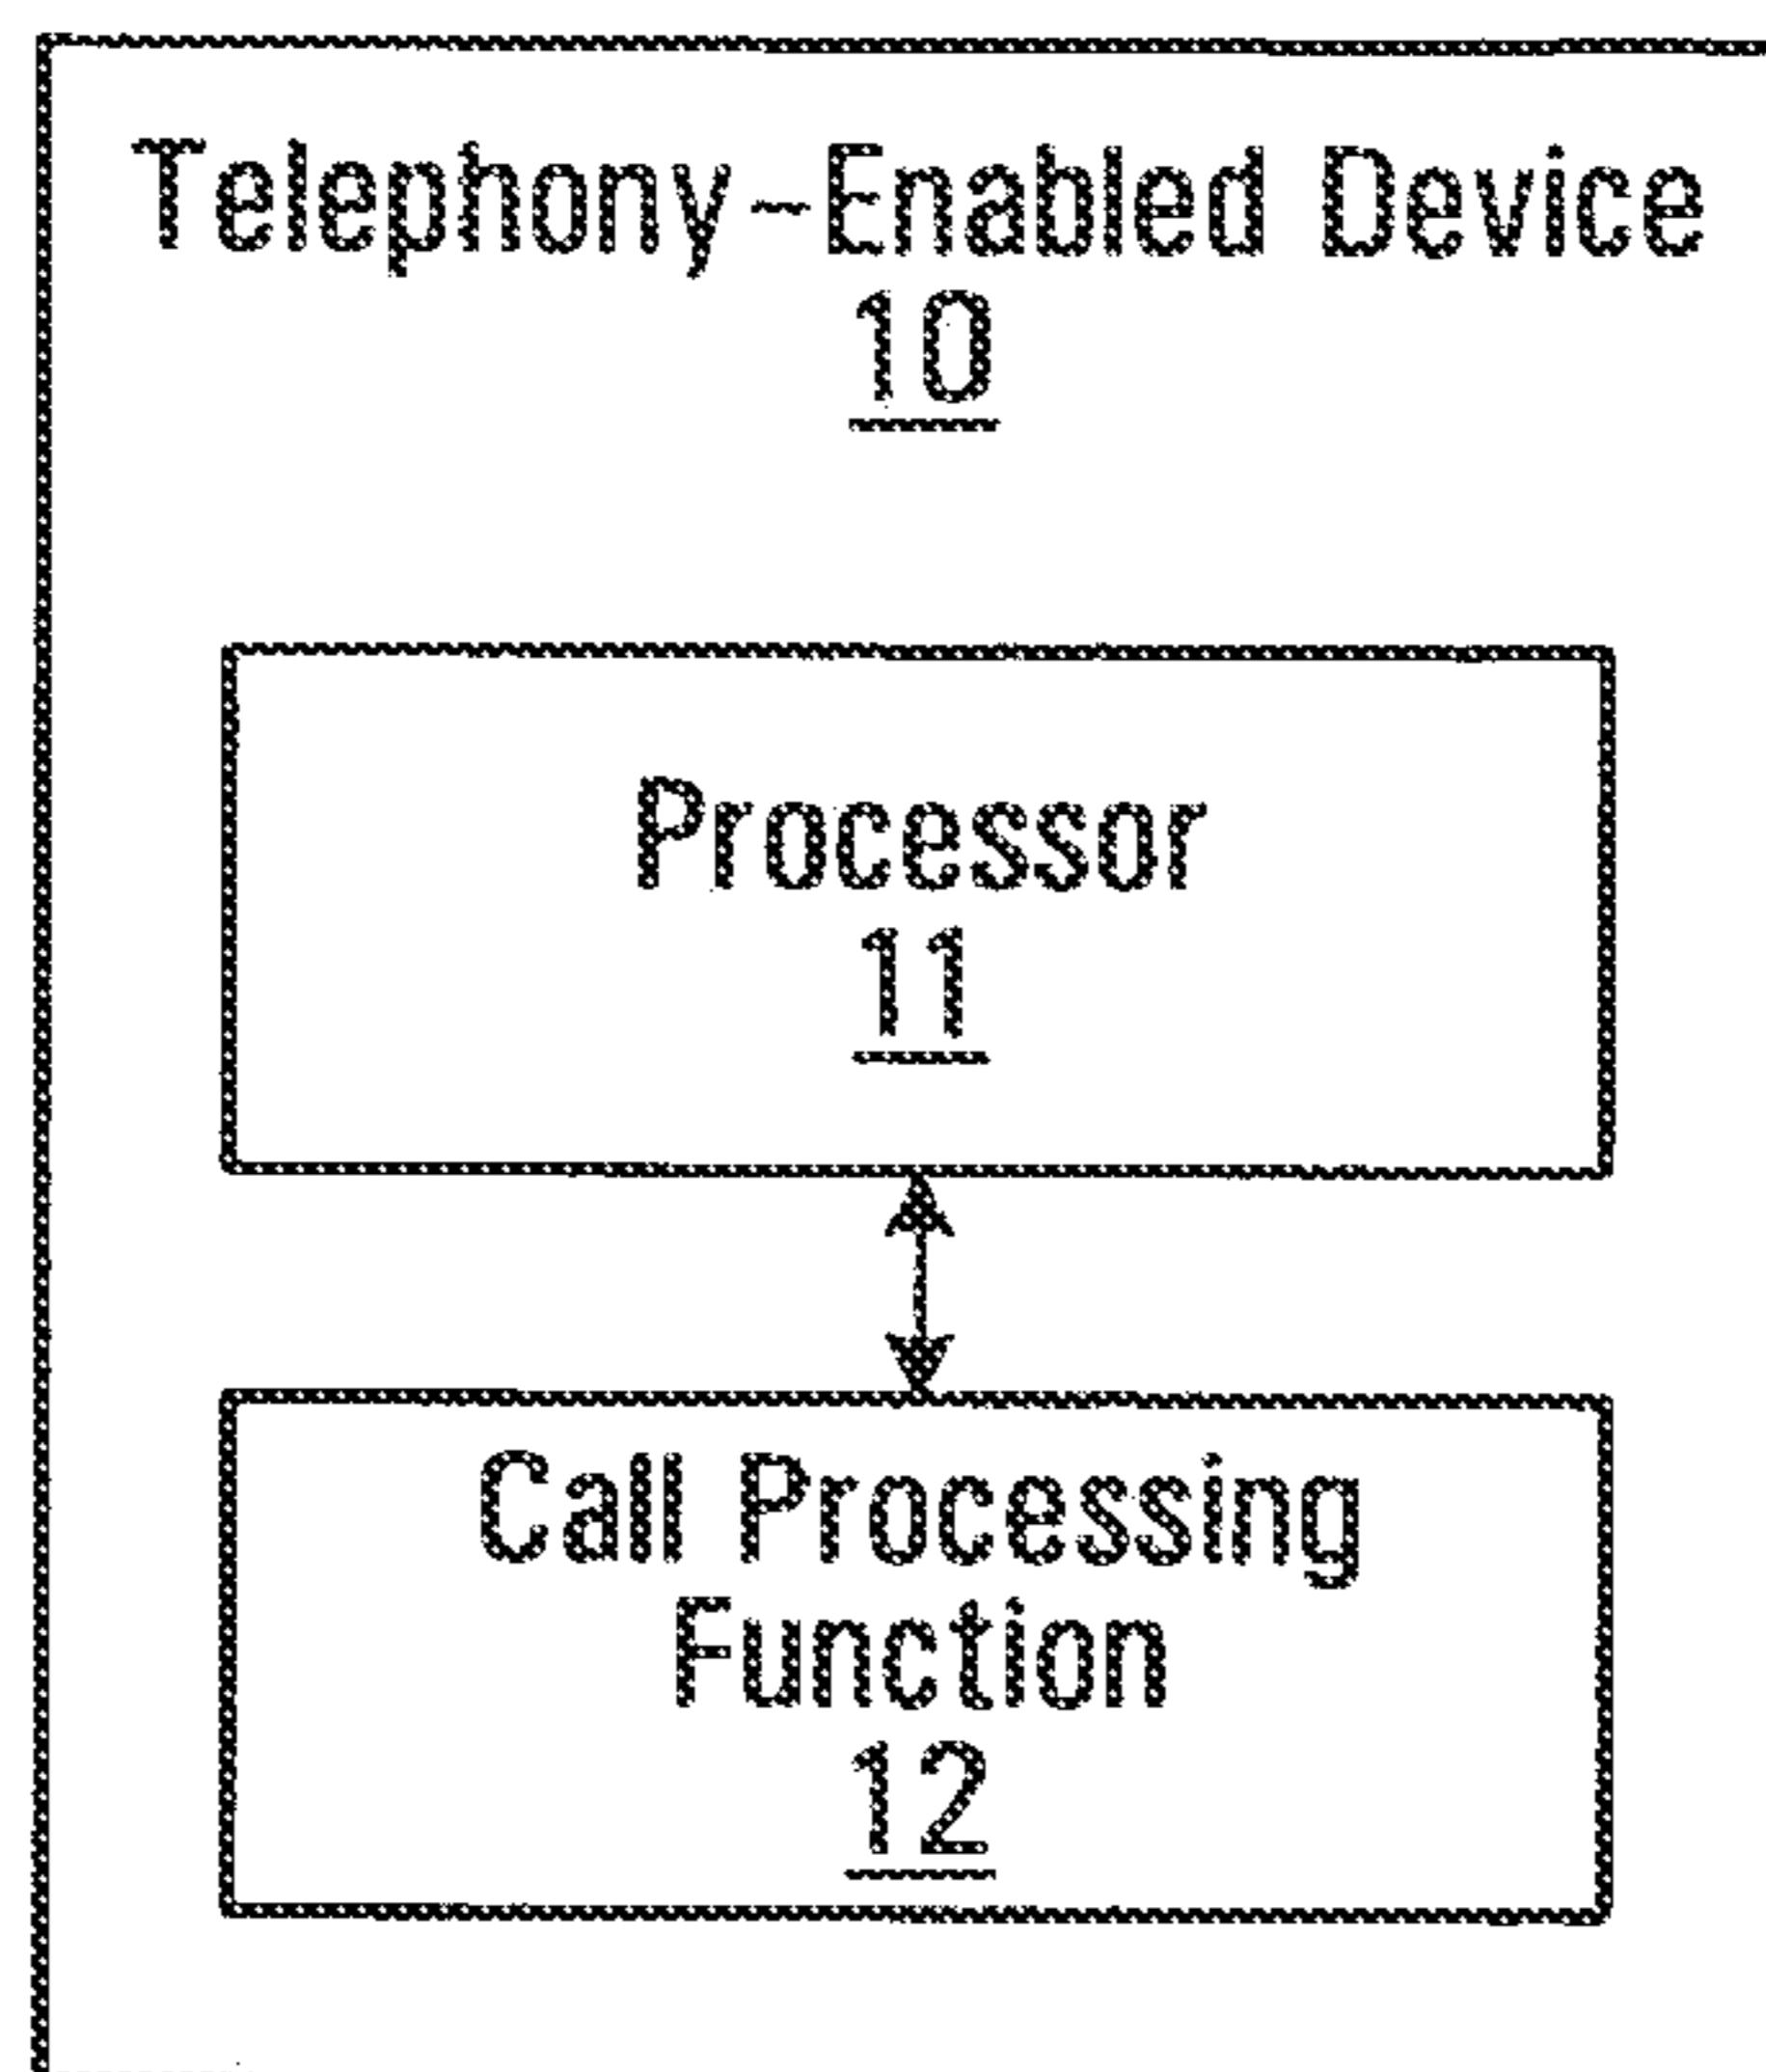 Telephony-Enabled Device
10
Processor
11
Call Processing
Function
12